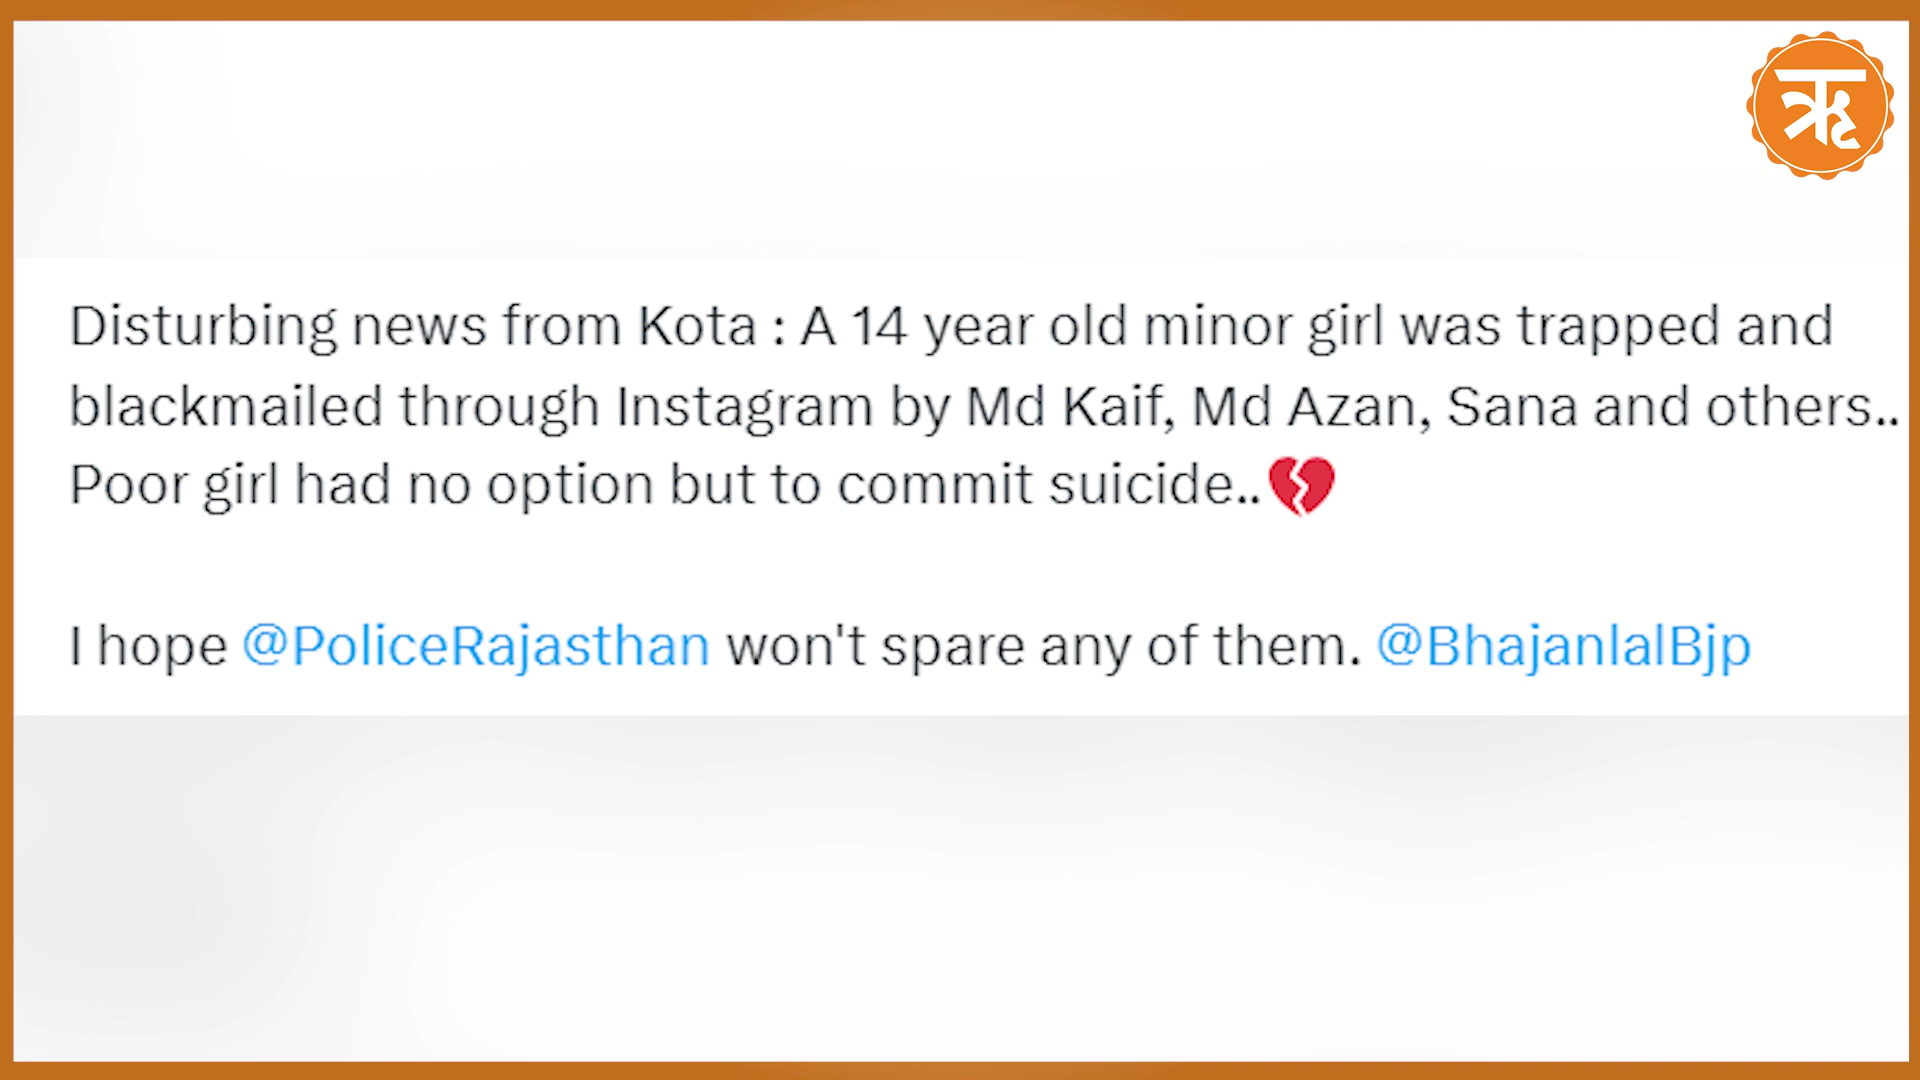 ऋ
Disturbing news from Kota : A 14 year old minor girl was trapped and
blackmailed through Instagram by Md Kaif, Md Azan, Sana and others..
Poor girl had no option but to commit suicide..💔
I hope @PoliceRajasthan won't spare any of them. @BhajanlalBjp